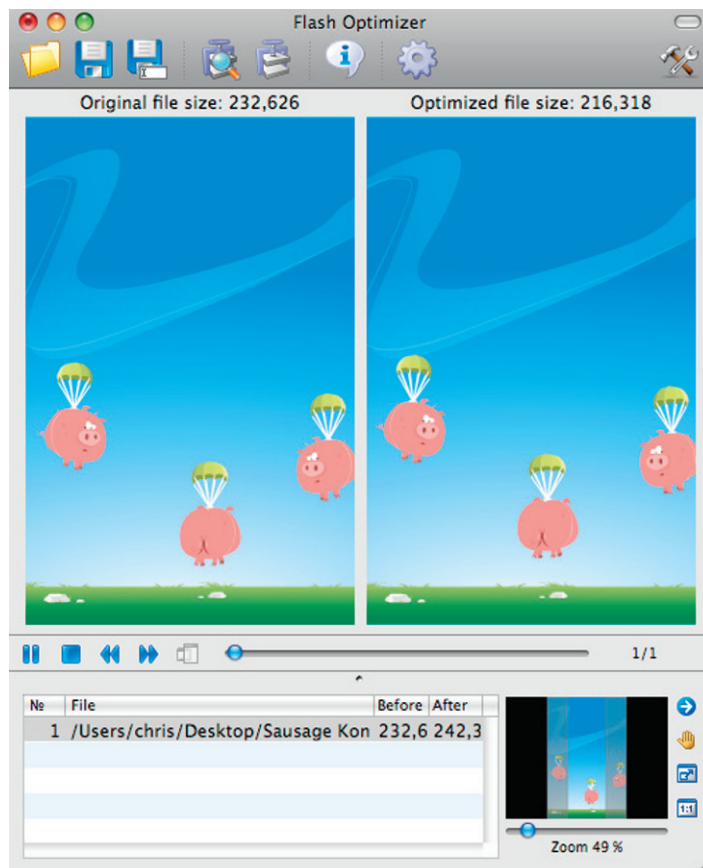 Flash Optimizer
Original file size: 232,626 Optimized file size: 216,318
1/1
№ File Before After
1 /Users/chris/Desktop/Sausage Kon 232,6 242,3
1:1
Zoom 49 %